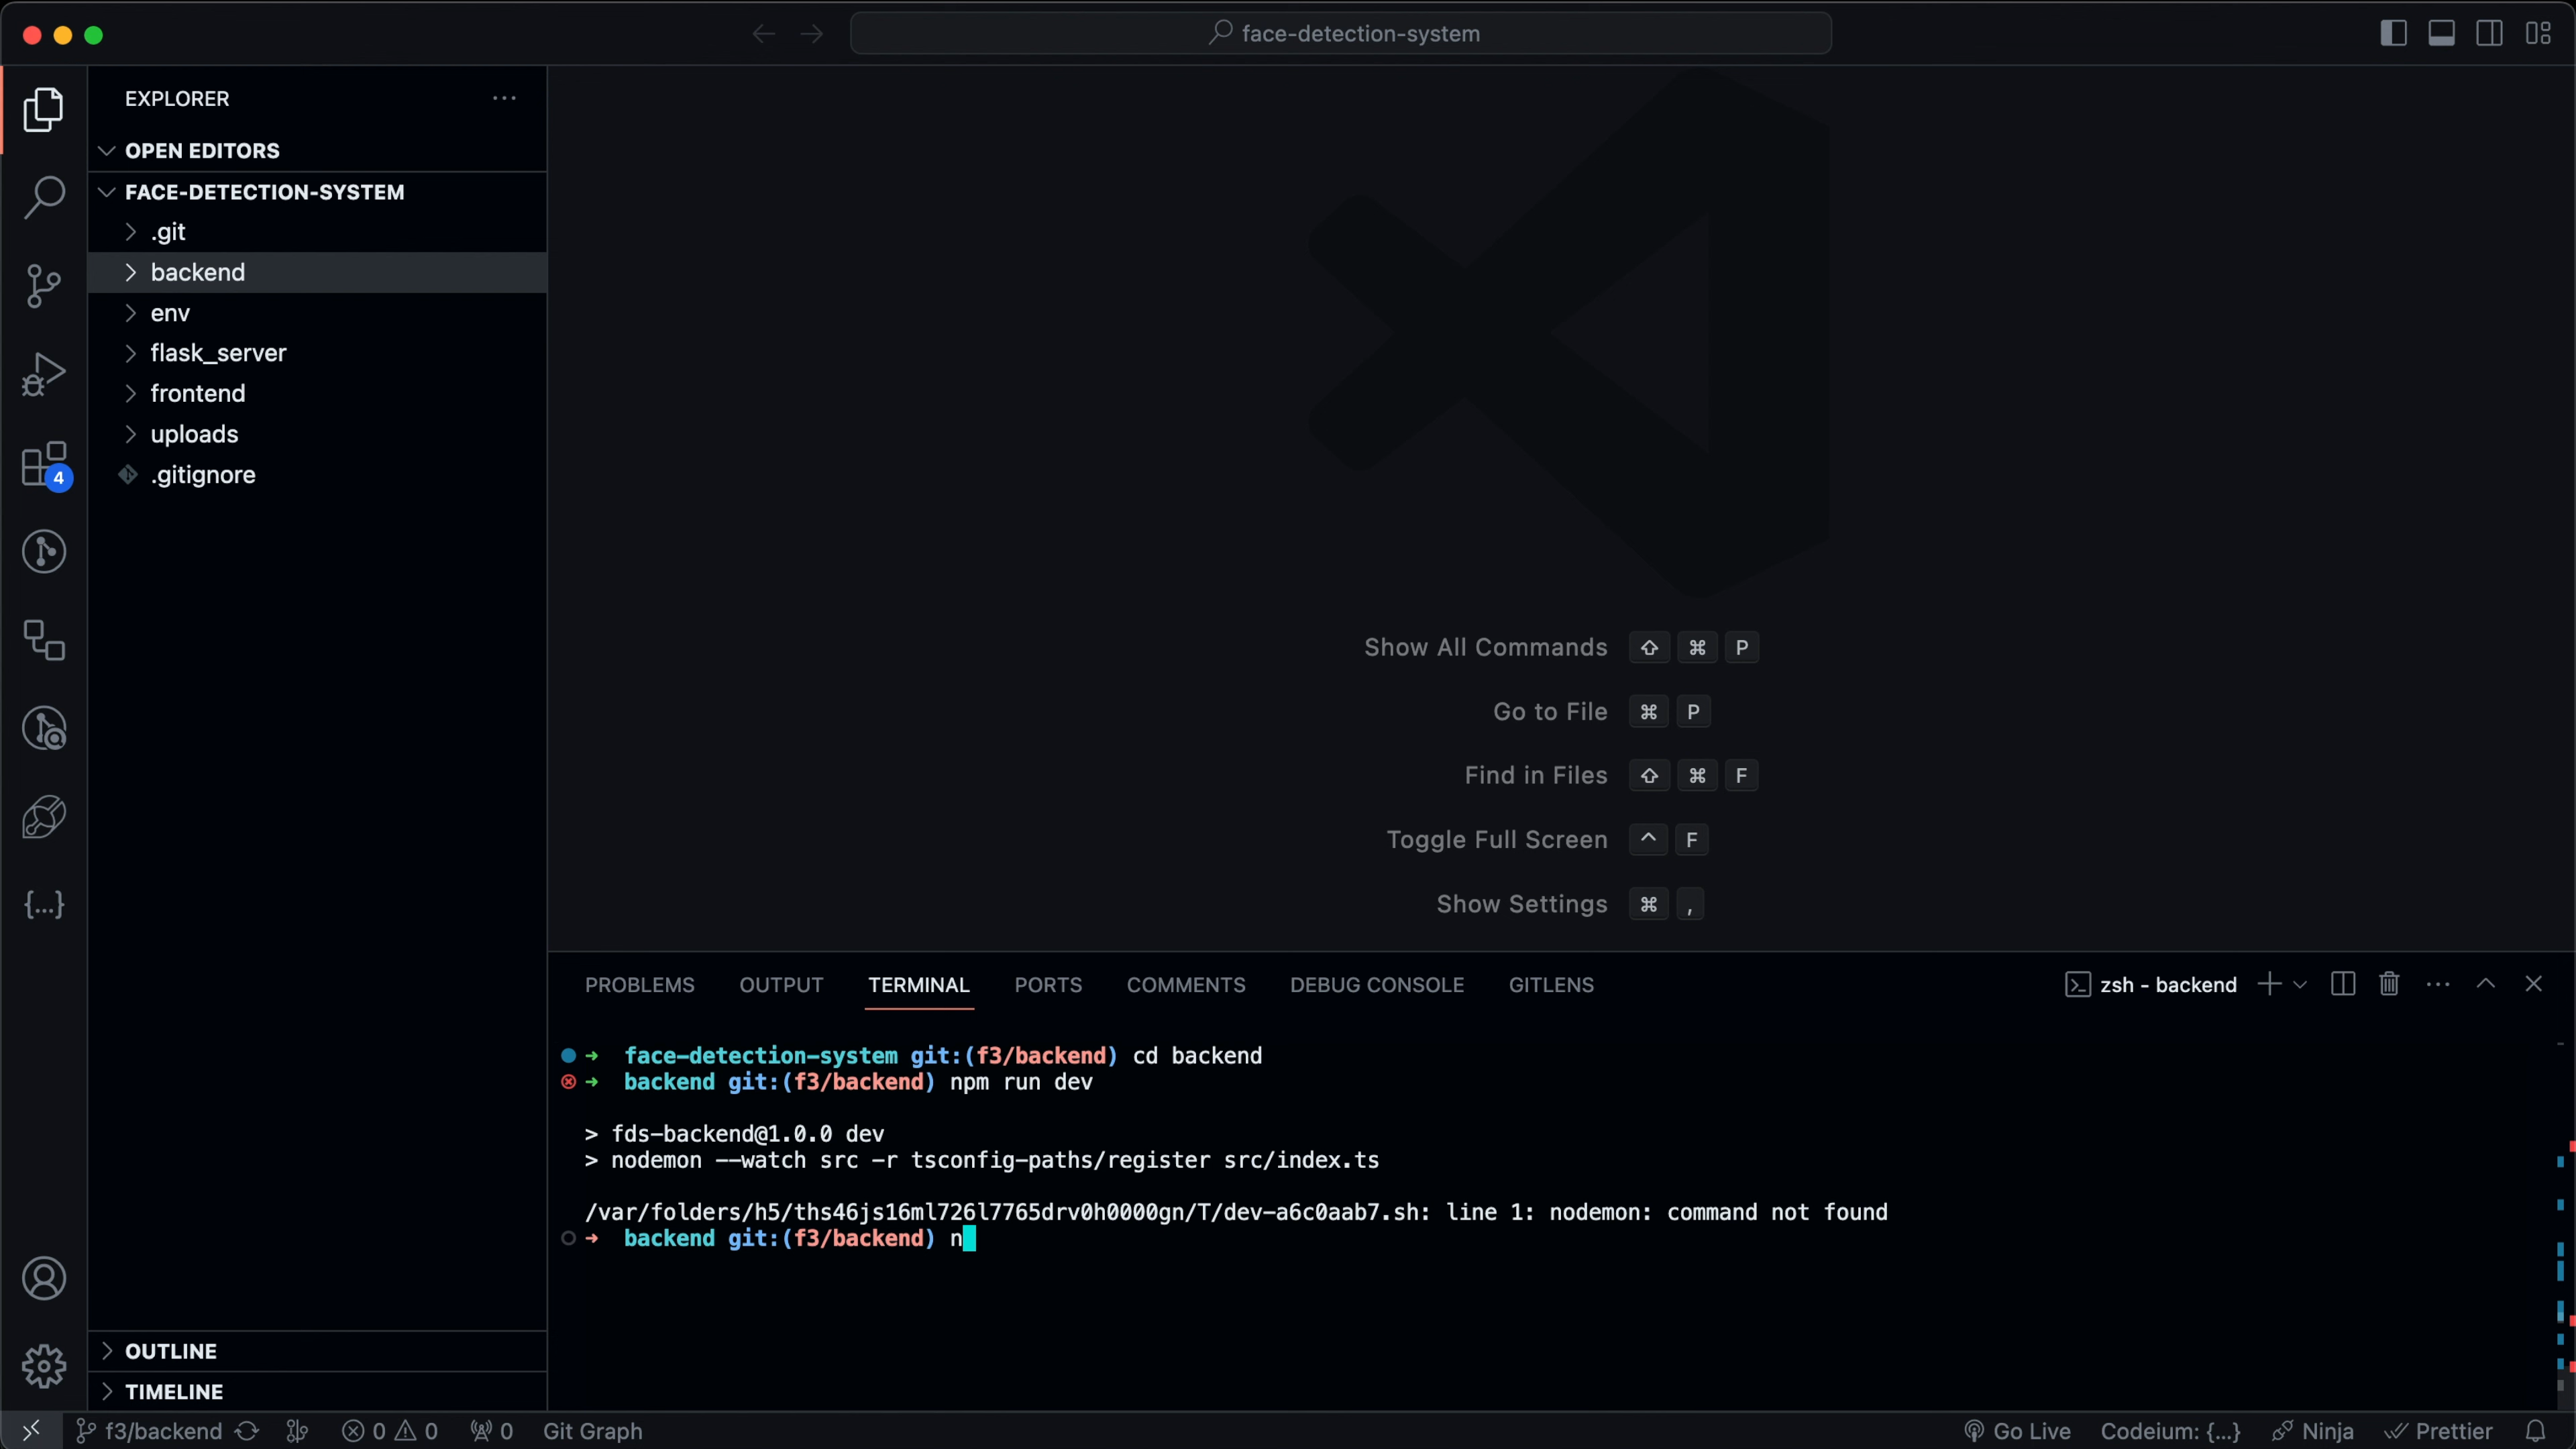 face-detection-system
EXPLORER
OPEN EDITORS
FACE-DETECTION-SYSTEM
.git
backend
env
flask_server
frontend
uploads
.gitignore
4
{...}
OUTLINE
TIMELINE
Show All Commands ⇧ ⌘ P
Go to File ⌘ P
Find in Files ⇧ ⌘ F
Toggle Full Screen ^ F
Show Settings ⌘ ,
PROBLEMS OUTPUT TERMINAL PORTS COMMENTS DEBUG CONSOLE GITLENS zsh - backend
➜ face-detection-system git:(f3/backend) cd backend
➜ backend git:(f3/backend) npm run dev
> fds-backend@1.0.0 dev
> nodemon --watch src -r tsconfig-paths/register src/index.ts
/var/folders/h5/ths46js16ml726l7765drv0h0000gn/T/dev-a6c0aab7.sh: line 1: nodemon: command not found
➜ backend git:(f3/backend) n
f3/backend 0 0 0 Git Graph Go Live Codeium: {...} Ninja Prettier